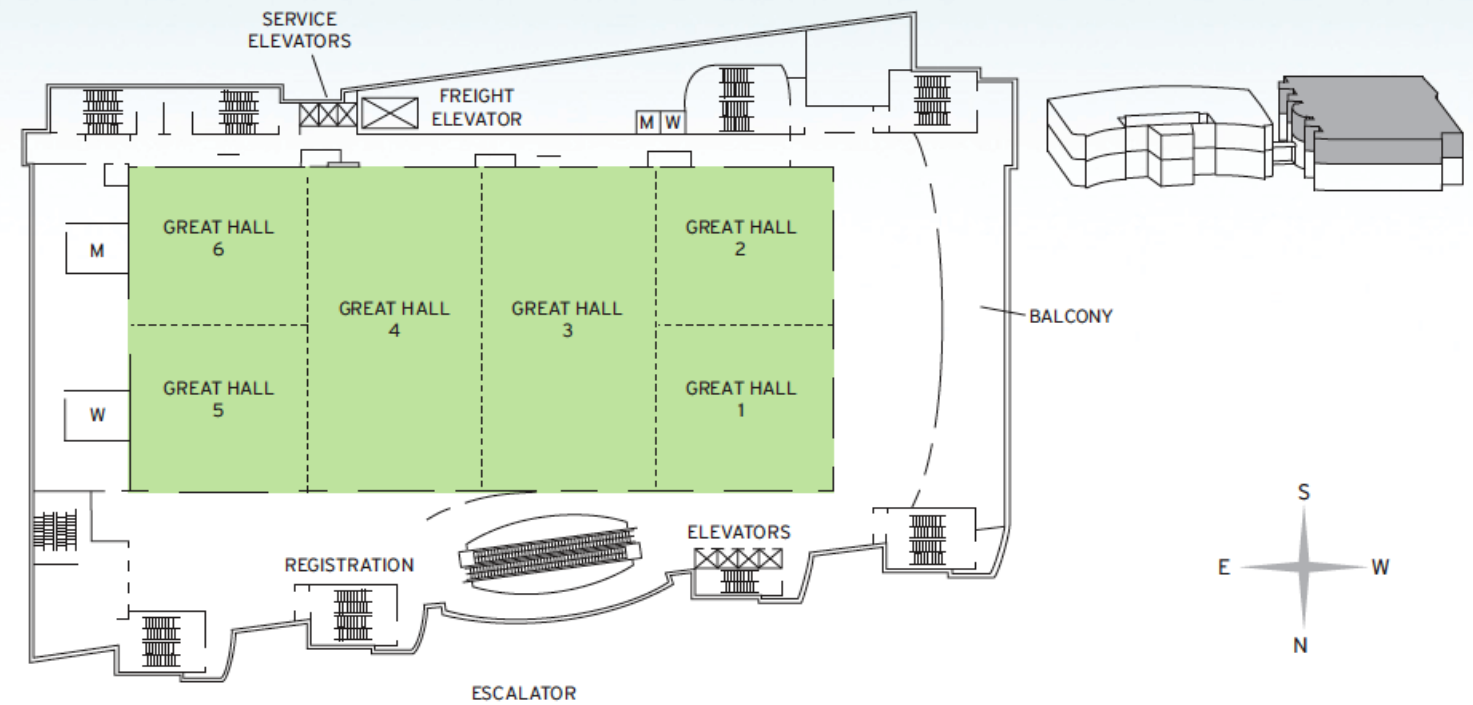 SERVICE
ELEVATORS
FREIGHT
ELEVATOR
M W
GREAT HALL
6
GREAT HALL
2
M
GREAT HALL
4
GREAT HALL
3
BALCONY
GREAT HALL
5
GREAT HALL
1
W
S
E W
N
ELEVATORS
REGISTRATION
ESCALATOR